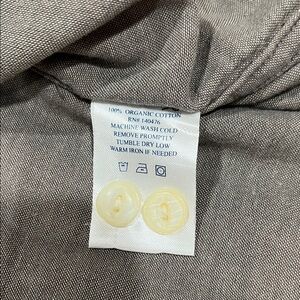 100% ORGANIC COTTON
RN# 140476
MACHINE WASH COLD
REMOVE PROMPTLY
TUMBLE DRY LOW
WARM IRON IF NEEDED